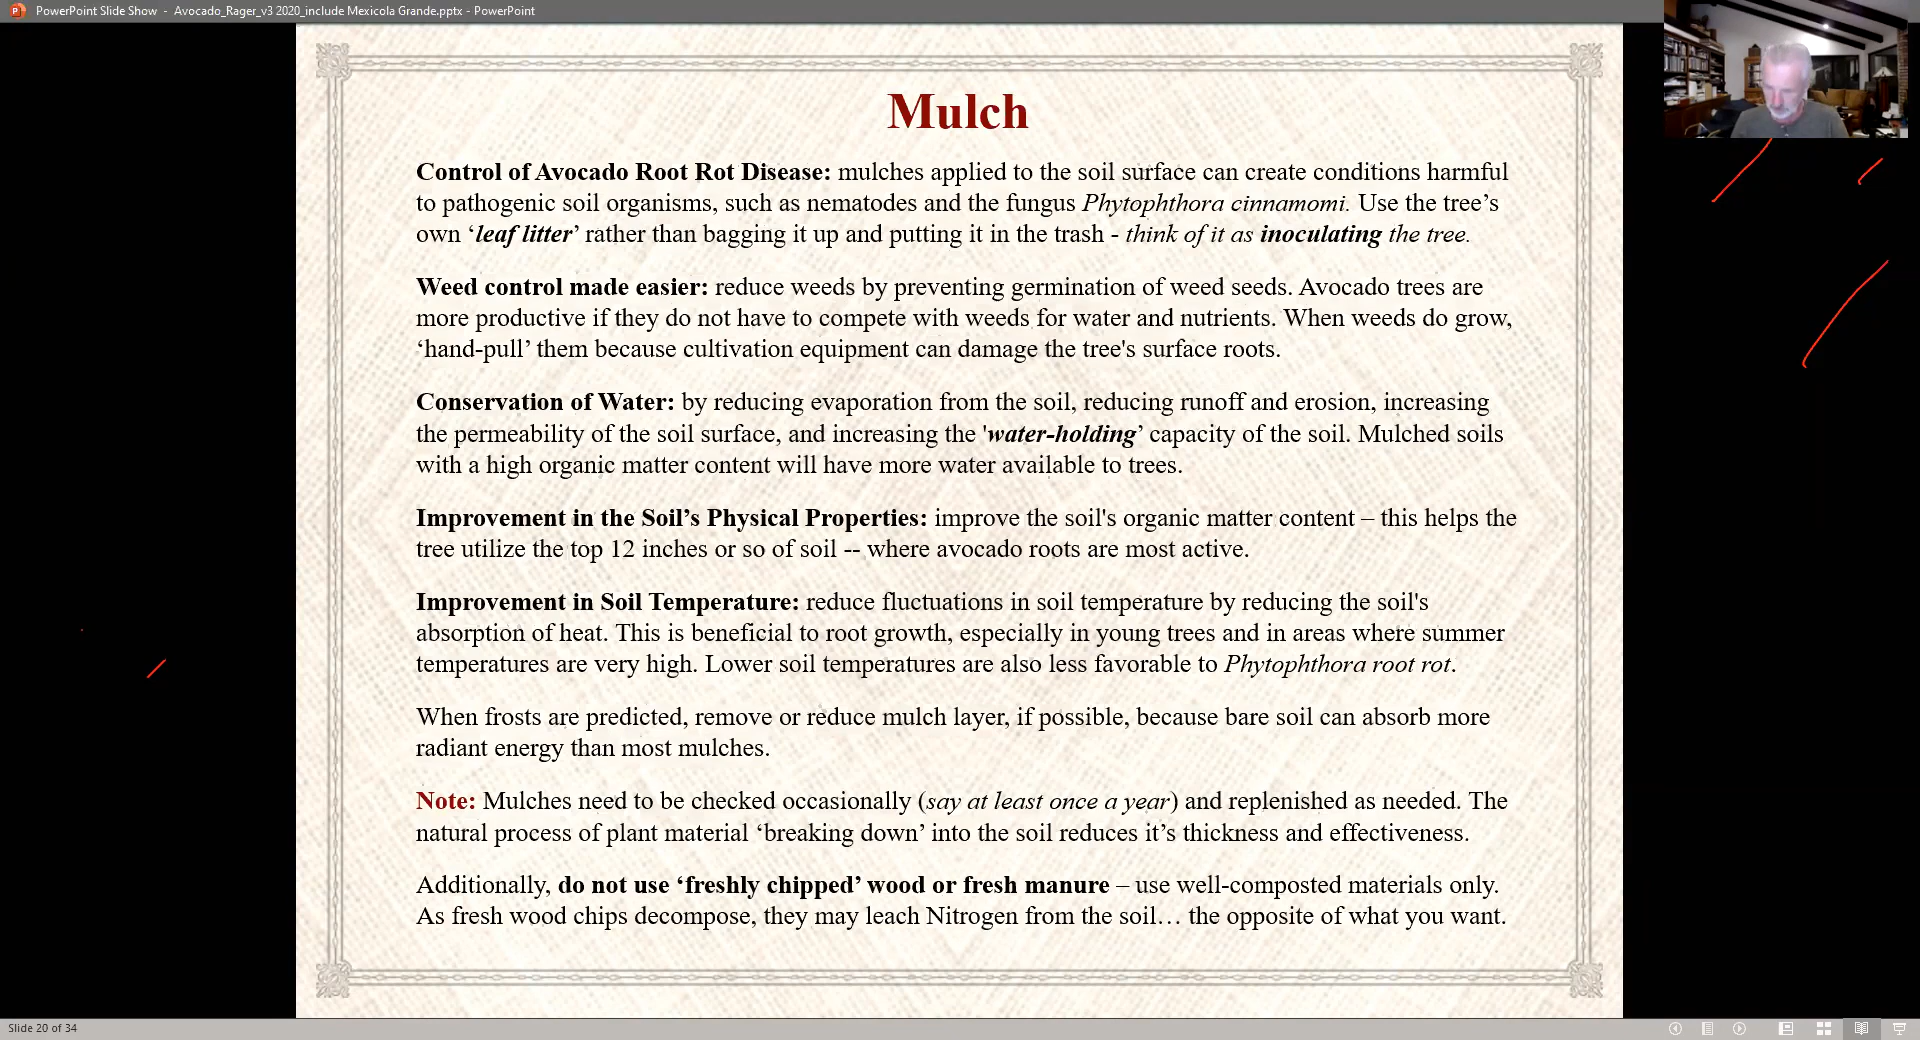 PowerPoint Slide Show - Avocado_Rager_v3 2020_include Mexicola Grande.pptx - PowerPoint
Mulch
Control of Avocado Root Rot Disease: mulches applied to the soil surface can create conditions harmful
to pathogenic soil organisms, such as nematodes and the fungus Phytophthora cinnamomi. Use the tree’s
own ‘leaf litter’ rather than bagging it up and putting it in the trash - think of it as inoculating the tree.
Weed control made easier: reduce weeds by preventing germination of weed seeds. Avocado trees are
more productive if they do not have to compete with weeds for water and nutrients. When weeds do grow,
‘hand-pull’ them because cultivation equipment can damage the tree's surface roots.
Conservation of Water: by reducing evaporation from the soil, reducing runoff and erosion, increasing
the permeability of the soil surface, and increasing the 'water-holding’ capacity of the soil. Mulched soils
with a high organic matter content will have more water available to trees.
Improvement in the Soil’s Physical Properties: improve the soil's organic matter content – this helps the
tree utilize the top 12 inches or so of soil -- where avocado roots are most active.
Improvement in Soil Temperature: reduce fluctuations in soil temperature by reducing the soil's
absorption of heat. This is beneficial to root growth, especially in young trees and in areas where summer
temperatures are very high. Lower soil temperatures are also less favorable to Phytophthora root rot.
When frosts are predicted, remove or reduce mulch layer, if possible, because bare soil can absorb more
radiant energy than most mulches.
Note: Mulches need to be checked occasionally (say at least once a year) and replenished as needed. The
natural process of plant material ‘breaking down’ into the soil reduces it’s thickness and effectiveness.
Additionally, do not use ‘freshly chipped’ wood or fresh manure – use well-composted materials only.
As fresh wood chips decompose, they may leach Nitrogen from the soil… the opposite of what you want.
Slide 20 of 34